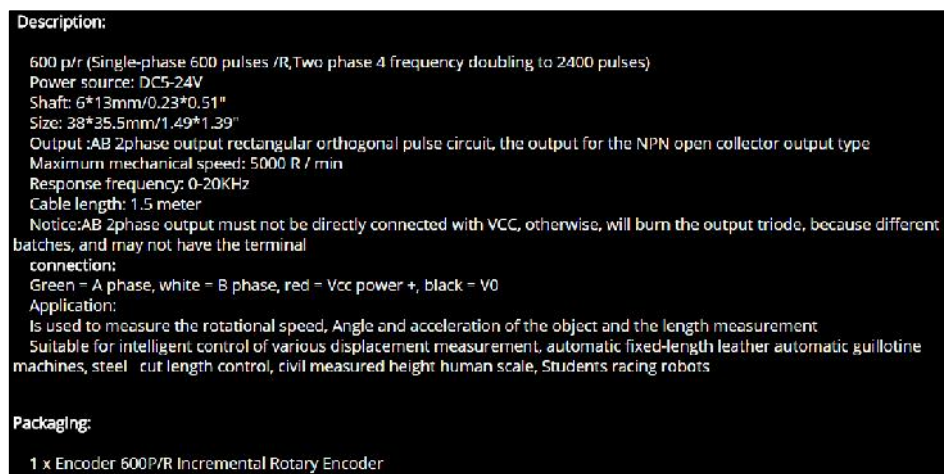 Description:
600 p/r (Single-phase 600 pulses /R,Two phase 4 frequency doubling to 2400 pulses)
Power source: DC5-24V
Shaft: 6*13mm/0.23*0.51"
Size: 38*35.5mm/1.49*1.39"
Output :AB 2phase output rectangular orthogonal pulse circuit, the output for the NPN open collector output type
Maximum mechanical speed: 5000 R / min
Response frequency: 0-20KHz
Cable length: 1.5 meter
Notice:AB 2phase output must not be directly connected with VCC, otherwise, will burn the output triode, because different
batches, and may not have the terminal
connection:
Green = A phase, white = B phase, red = Vcc power +, black = V0
Application:
Is used to measure the rotational speed, Angle and acceleration of the object and the length measurement
Suitable for intelligent control of various displacement measurement, automatic fixed-length leather automatic guillotine
machines, steel cut length control, civil measured height human scale, Students racing robots
Packaging:
1 x Encoder 600P/R Incremental Rotary Encoder